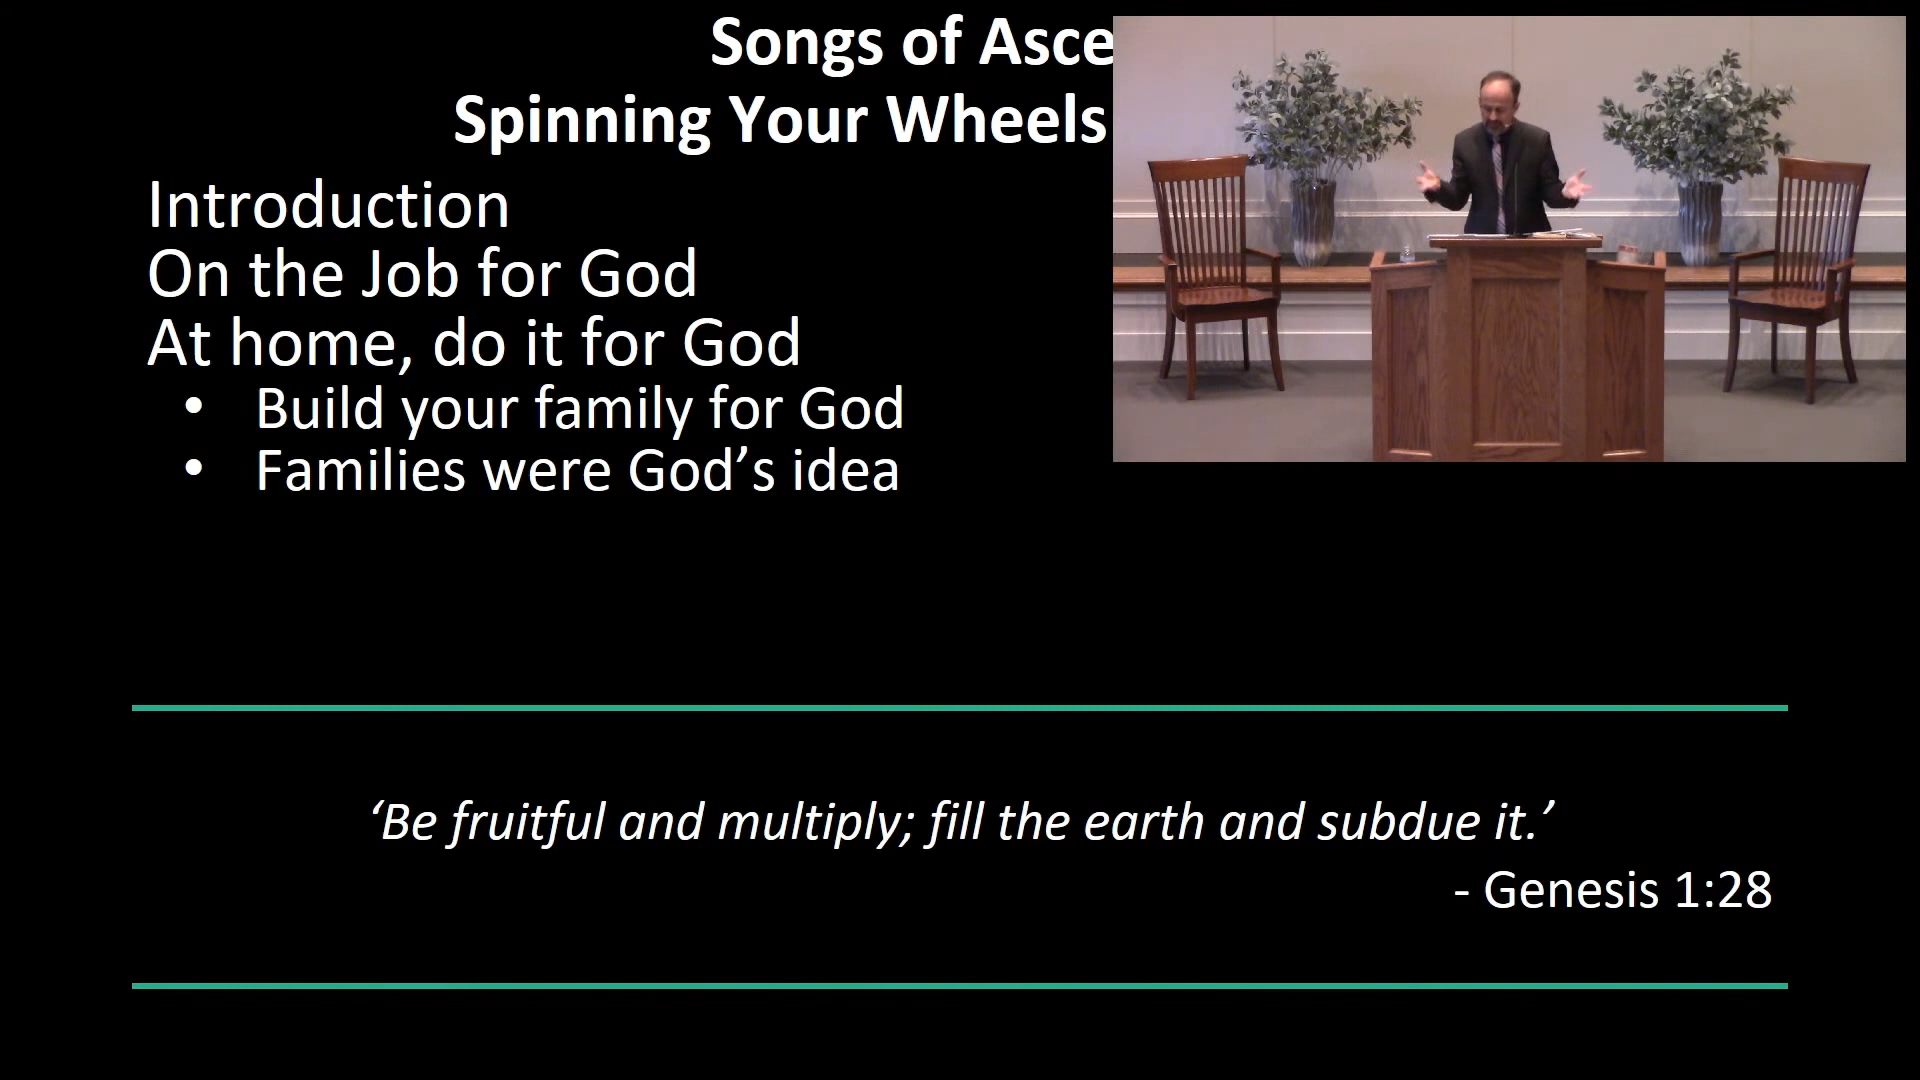 Songs of Asce
Spinning Your Wheels
Introduction
On the Job for God
At home, do it for God
• Build your family for God
• Families were God’s idea
‘Be fruitful and multiply; fill the earth and subdue it.’
- Genesis 1:28